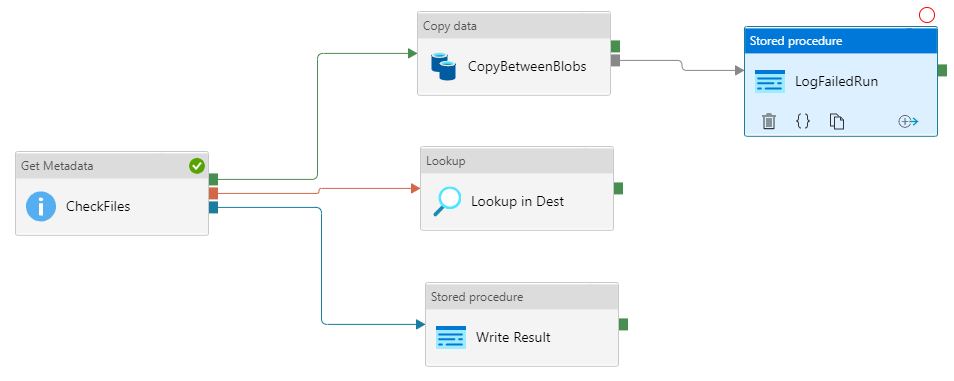 Copy data
CopyBetweenBlobs
Stored procedure
LogFailedRun
{}
Get Metadata
CheckFiles
Lookup
Lookup in Dest
Stored procedure
Write Result